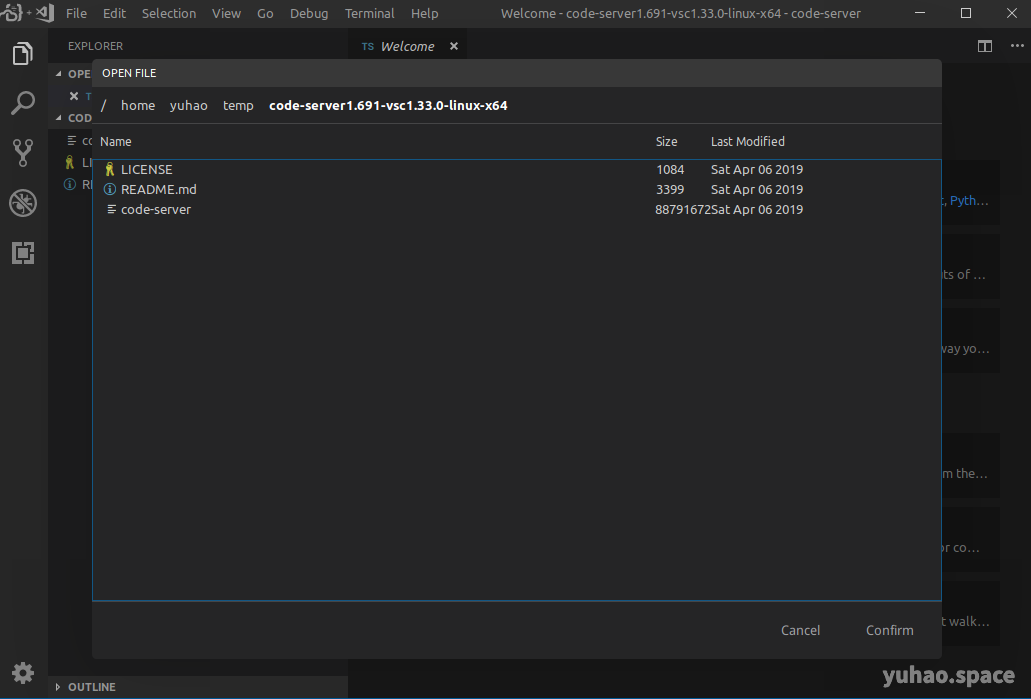 File Edit Selection View Go Debug Terminal Help Welcome - code-server1.691-vsc1.33.0-linux-x64 - code-server
EXPLORER TS Welcome
OPE
OPEN FILE
T
/ home yuhao temp code-server1.691-vsc1.33.0-linux-x64
COD
co
Name Size Last Modified
LI
LICENSE 1084 Sat Apr 06 2019
RE
README.md 3399 Sat Apr 06 2019
code-server 88791672Sat Apr 06 2019
, Pyth...
ts of ...
way yo...
m the...
or co...
t walk...
Cancel Confirm
OUTLINE
yuhao.space